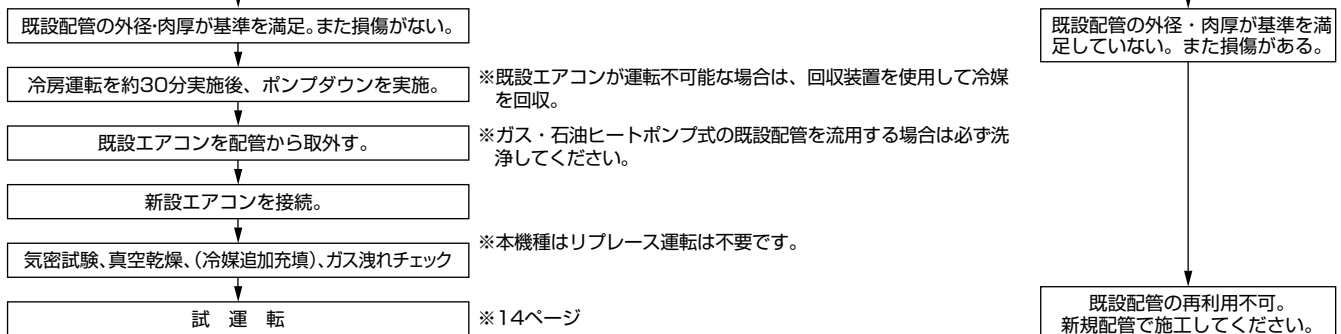 既設配管の外径・肉厚が基準を満足。また損傷がない。
冷房運転を約30分実施後、ポンプダウンを実施。
※既設エアコンが運転不可能な場合は、回収装置を使用して冷媒
を回収。
既設エアコンを配管から取外す。
※ガス・石油ヒートポンプ式の既設配管を流用する場合は必ず洗
浄してください。
新設エアコンを接続。
気密試験、真空乾燥、(冷媒追加充填)、ガス洩れチェック
※本機種はリプレース運転は不要です。
試 運 転
※14ページ
既設配管の外径・肉厚が基準を満
足していない。また損傷がある。
既設配管の再利用不可。
新規配管で施工してください。